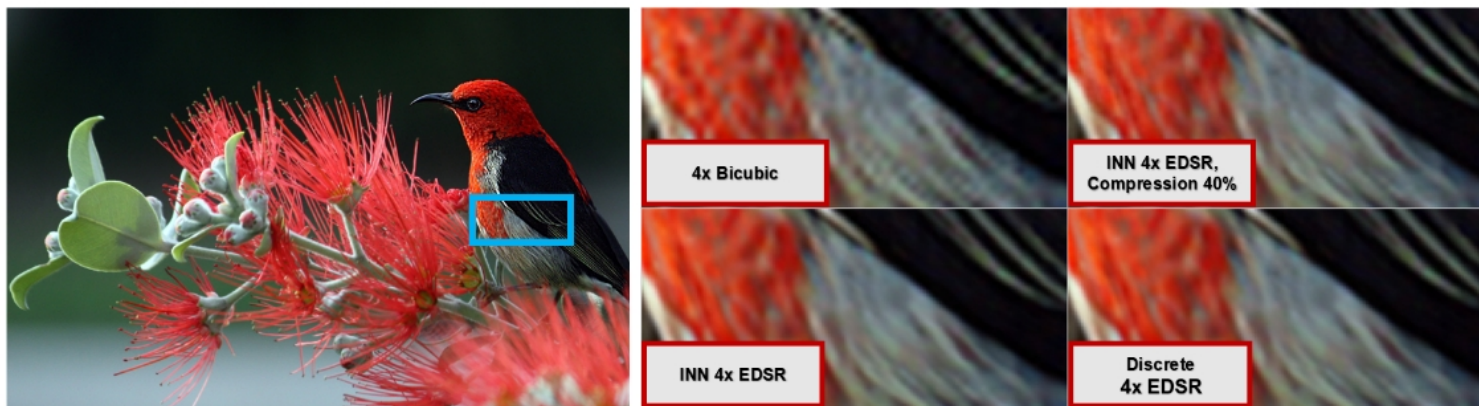 4x Bicubic
INN 4x EDSR,
Compression 40%
INN 4x EDSR
Discrete
4x EDSR